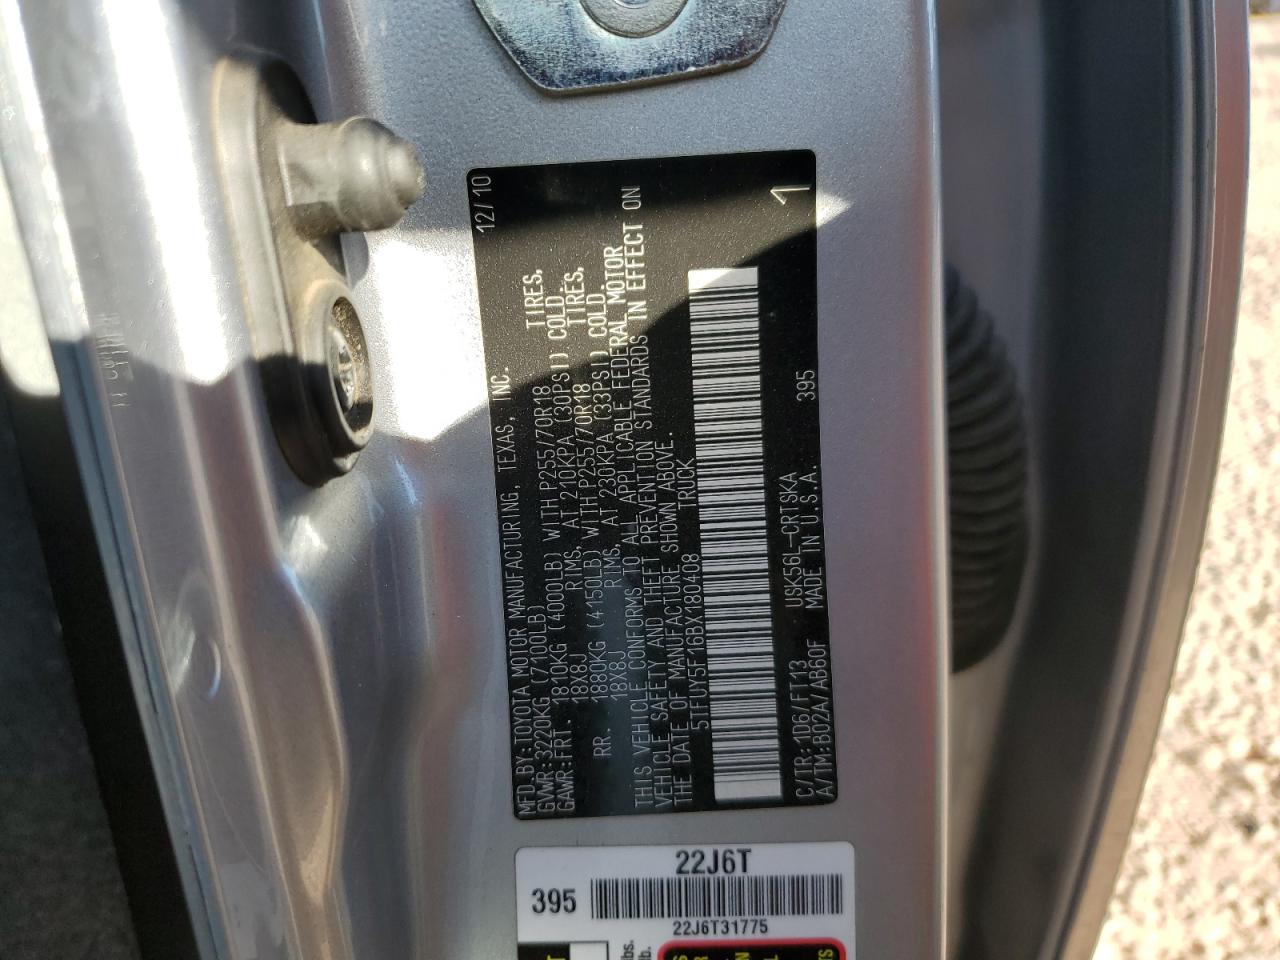 MFD. BY: TOYOTA MOTOR MANUFACTURING, TEXAS, INC. 12/10
GVWR: 3220KG (7100LB)
GAWR: FRT. 1810KG (4000LB) WITH P255/70R18 TIRES,
18X8J RIMS, AT 210KPA (30PSI) COLD.
RR. 1880KG (4150LB) WITH P255/70R18 TIRES,
18X8J RIMS, AT 230KPA (33PSI) COLD.
THIS VEHICLE CONFORMS TO ALL APPLICABLE FEDERAL MOTOR
VEHICLE SAFETY AND THEFT PREVENTION STANDARDS IN EFFECT ON
THE DATE OF MANUFACTURE SHOWN ABOVE.
5TFUY5F16BX180408 TRUCK
C/TR: 1D6/FT13 USK56L-CRTSKA 395 1
A/TM: B02A/AB60F MADE IN U.S.A.
22J6T
395
22J6T31775
lbs.
lb.